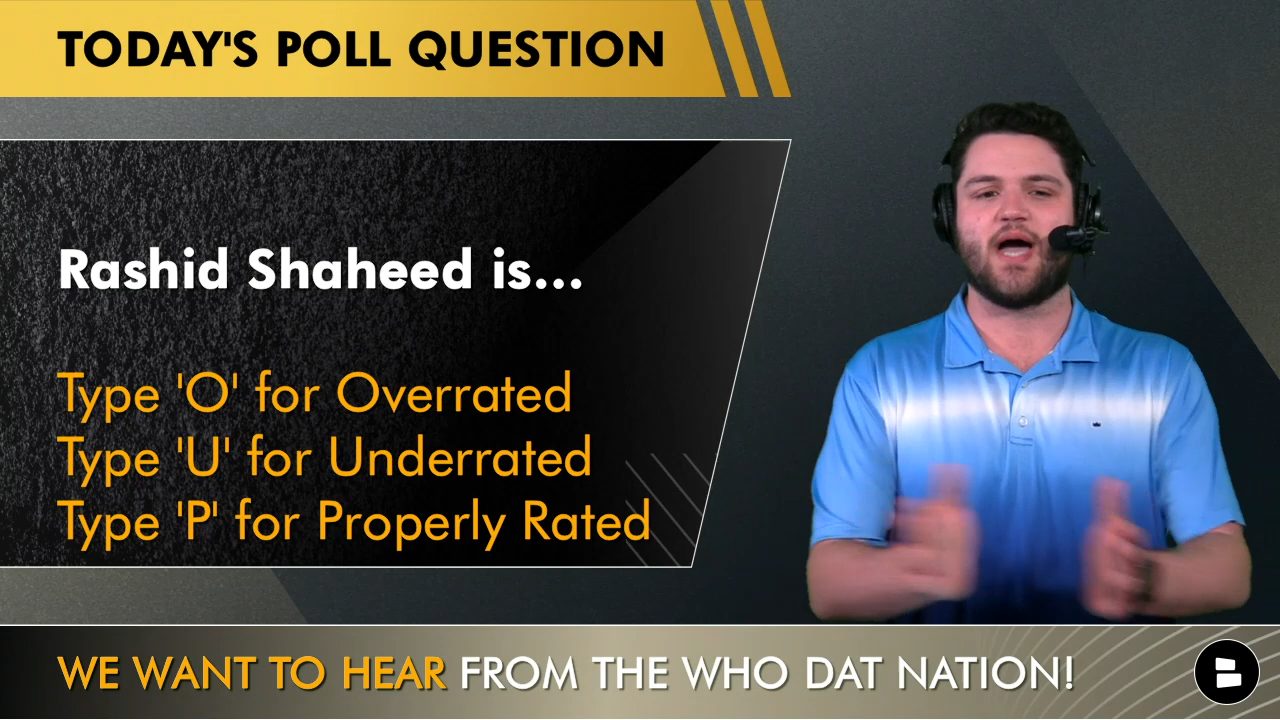 TODAY'S POLL QUESTION
Rashid Shaheed is...
Type 'O' for Overrated
Type 'U' for Underrated
Type 'P' for Properly Rated
WE WANT TO HEAR FROM THE WHO DAT NATION!